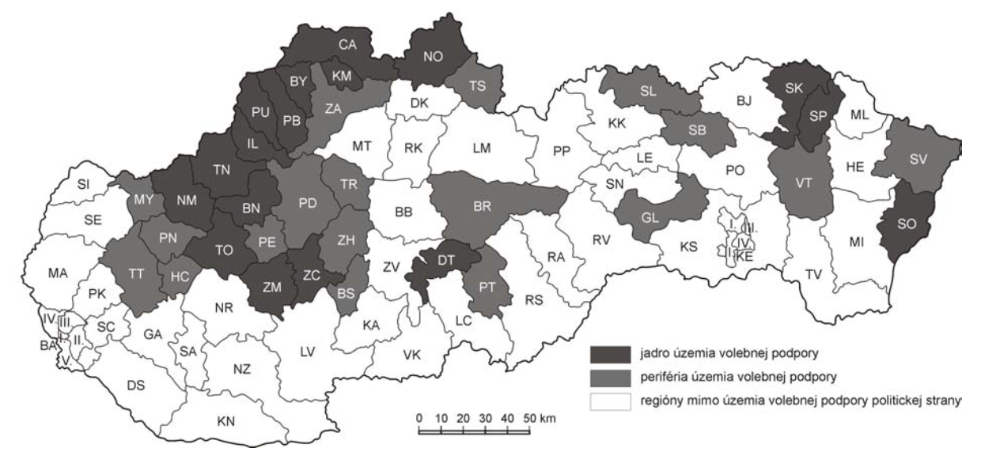 CA
NO
BY
KM
TS
SL
SK
PU
PB
ZA
DK
BJ
SP
ML
IL
MT
RK
LM
PP
KK
SB
LE
PO
HE
SV
TN
SI
MY
NM
BN
PD
TR
BB
BR
SN
GL
VT
SE
PN
TO
PE
ZH
ZV
DT
RA
RV
KS
I.
III.
IV.
II.
KE
MI
SO
MA
TT
HC
ZM
ZC
BS
PT
RS
TV
PK
NR
KA
LC
IV.
III.
BA
I.
II.
V.
SC
GA
SA
LV
VK
NZ
DS
KN
jadro územia volebnej podpory
periféria územia volebnej podpory
regióny mimo územia volebnej podpory politickej strany
0 10 20 30 40 50 km